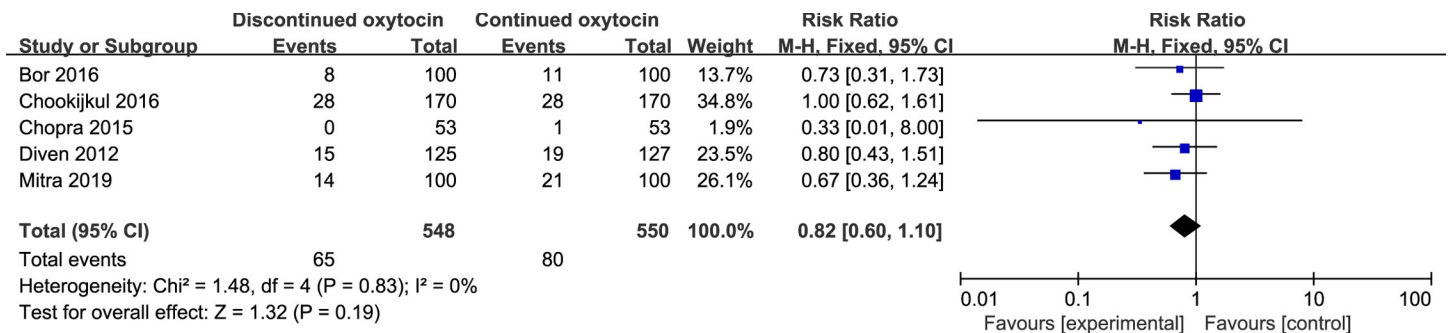 Discontinued oxytocin Continued oxytocin Risk Ratio Risk Ratio
Study or Subgroup Events Total Events Total Weight M-H, Fixed, 95% CI M-H, Fixed, 95% CI
Bor 2016 8 100 11 100 13.7% 0.73 [0.31, 1.73]
Chookijkul 2016 28 170 28 170 34.8% 1.00 [0.62, 1.61]
Chopra 2015 0 53 1 53 1.9% 0.33 [0.01, 8.00]
Diven 2012 15 125 19 127 23.5% 0.80 [0.43, 1.51]
Mitra 2019 14 100 21 100 26.1% 0.67 [0.36, 1.24]
Total (95% CI) 548 550 100.0% 0.82 [0.60, 1.10]
Total events 65 80
Heterogeneity: Chi² = 1.48, df = 4 (P = 0.83); I² = 0%
Test for overall effect: Z = 1.32 (P = 0.19)
0.01 0.1 1 10 100
Favours [experimental] Favours [control]